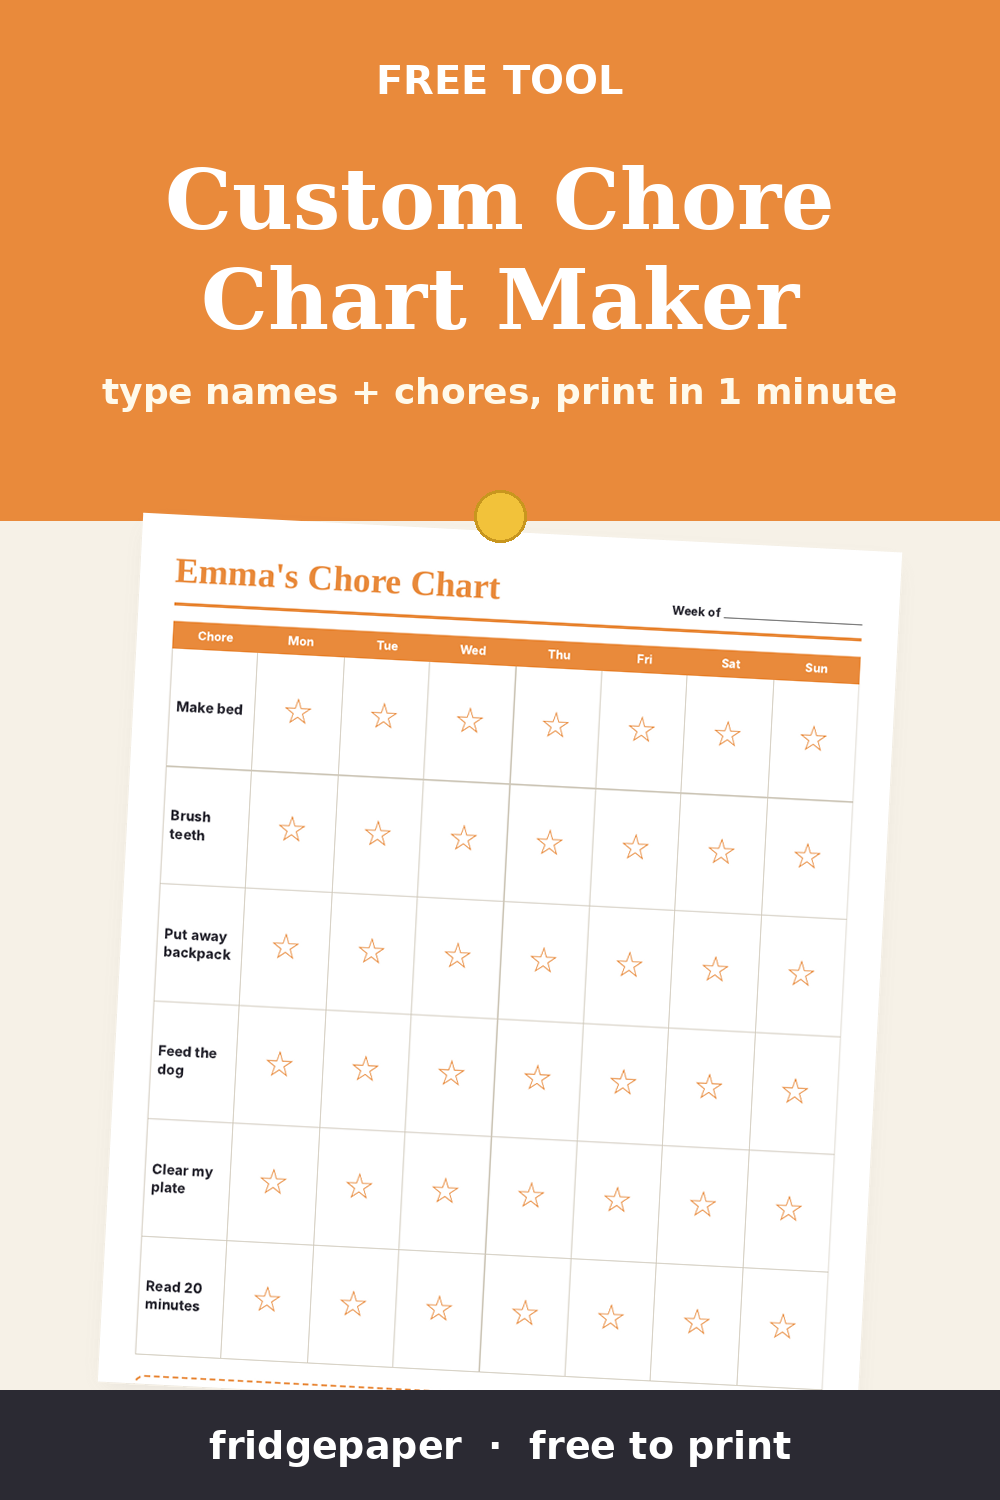 FREE TOOL
Custom Chore
Chart Maker
type names + chores, print in 1 minute
Emma's Chore Chart
Week of
Chore Mon Tue Wed Thu Fri Sat Sun
Make bed
Brush
teeth
Put away
backpack
Feed the
dog
Clear my
plate
Read 20
minutes
fridgepaper · free to print